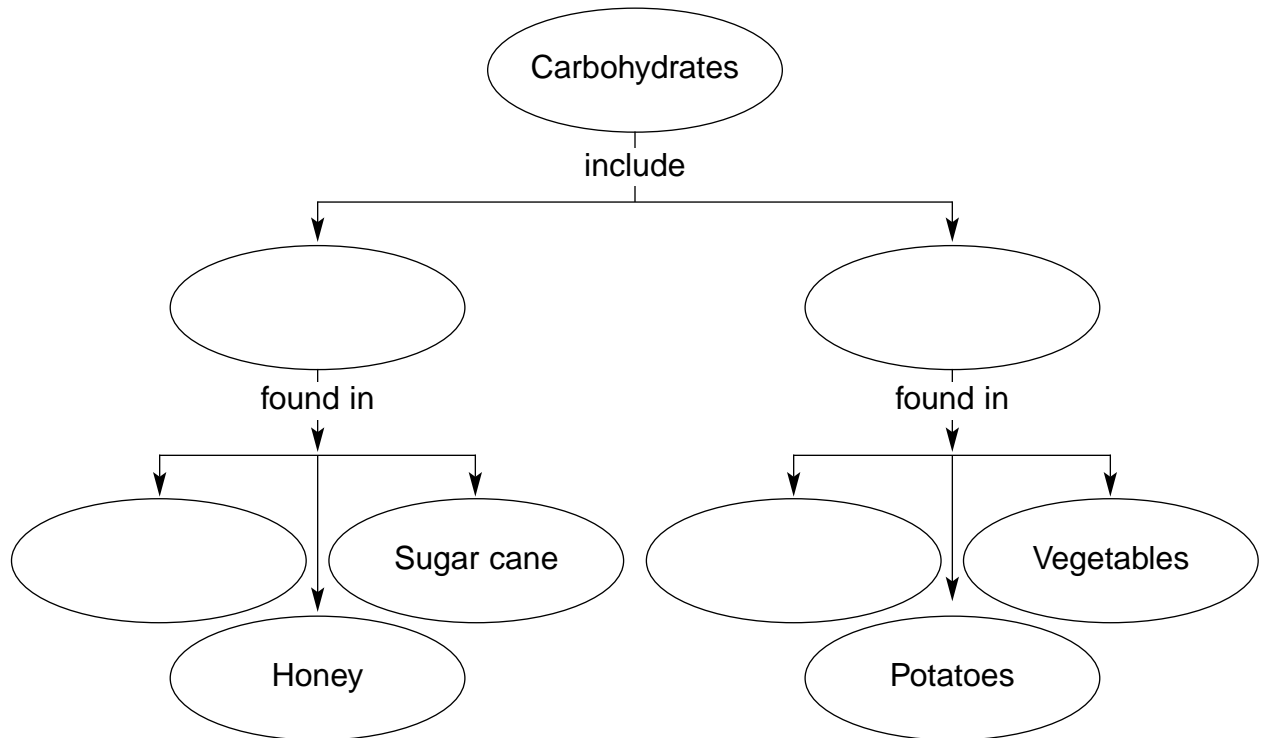 Carbohydrates
include
found in
found in
Sugar cane
Vegetables
Honey
Potatoes